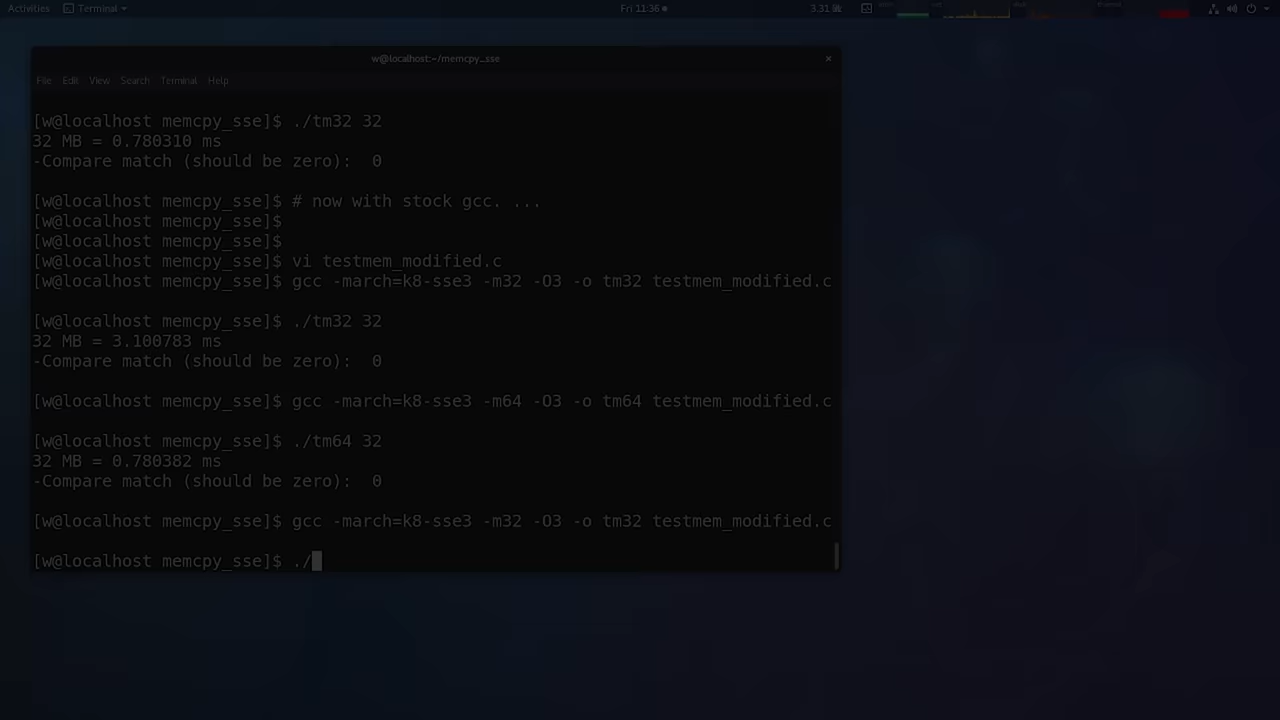 Activities Terminal Fri 11:36 3.31
w@localhost:~/memcpy_sse ×
File Edit View Search Terminal Help
[w@localhost memcpy_sse]$ ./tm32 32
32 MB = 0.780310 ms
-Compare match (should be zero):  0
[w@localhost memcpy_sse]$ # now with stock gcc. ...
[w@localhost memcpy_sse]$
[w@localhost memcpy_sse]$
[w@localhost memcpy_sse]$ vi testmem_modified.c
[w@localhost memcpy_sse]$ gcc -march=k8-sse3 -m32 -O3 -o tm32 testmem_modified.c
[w@localhost memcpy_sse]$ ./tm32 32
32 MB = 3.100783 ms
-Compare match (should be zero):  0
[w@localhost memcpy_sse]$ gcc -march=k8-sse3 -m64 -O3 -o tm64 testmem_modified.c
[w@localhost memcpy_sse]$ ./tm64 32
32 MB = 0.780382 ms
-Compare match (should be zero):  0
[w@localhost memcpy_sse]$ gcc -march=k8-sse3 -m32 -O3 -o tm32 testmem_modified.c
[w@localhost memcpy_sse]$ ./